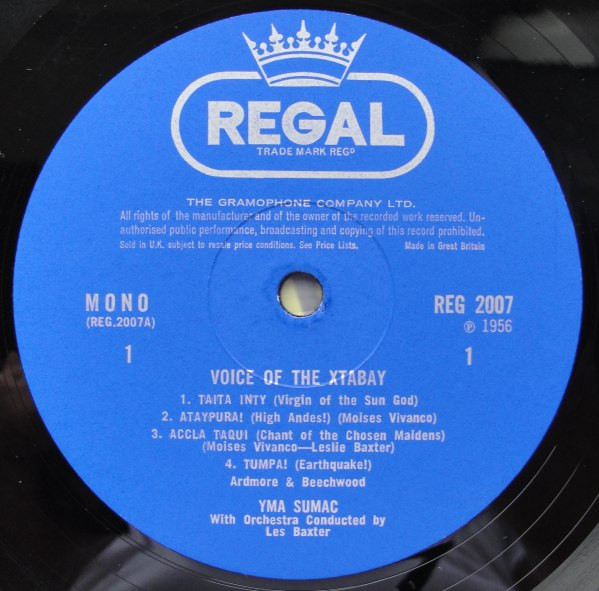 REGAL
TRADE MARK REGD
THE GRAMOPHONE COMPANY LTD.
All rights of the manufacturer and of the owner of the recorded work reserved. Un-
authorised public performance, broadcasting and copying of this record prohibited.
Sold in U.K. subject to resale price conditions. See Price Lists. Made in Great Britain
MONO REG 2007
(REG.2007A) ℗ 1956
1 1
VOICE OF THE XTABAY
1. TAITA INTY (Virgin of the Sun God)
2. ATAYPURA! (High Andes!) (Moises Vivanco)
3. ACCLA TAQUI (Chant of the Chosen Maidens)
(Moises Vivanco—Leslie Baxter)
4. TUMPA! (Earthquake!)
Ardmore & Beechwood
YMA SUMAC
With Orchestra Conducted by
Les Baxter